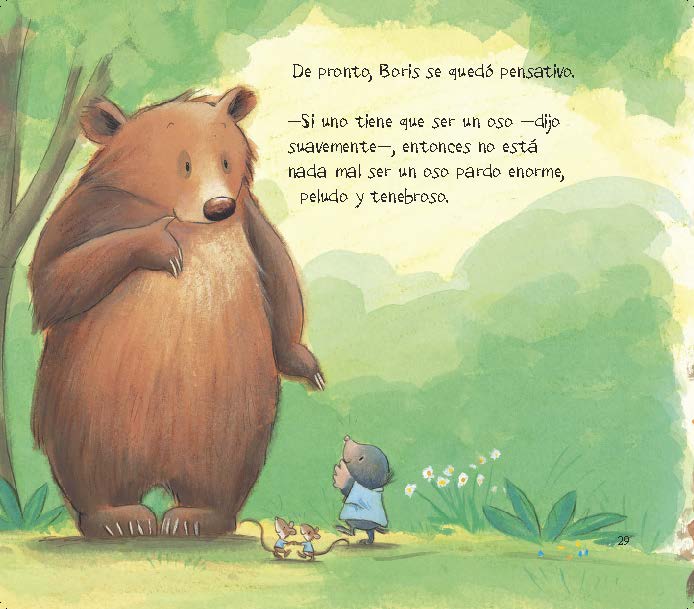 De pronto, Boris se quedó pensativo.
—Si uno tiene que ser un oso —dijo
suavemente—, entonces no está
nada mal ser un oso pardo enorme,
peludo y tenebroso.
29